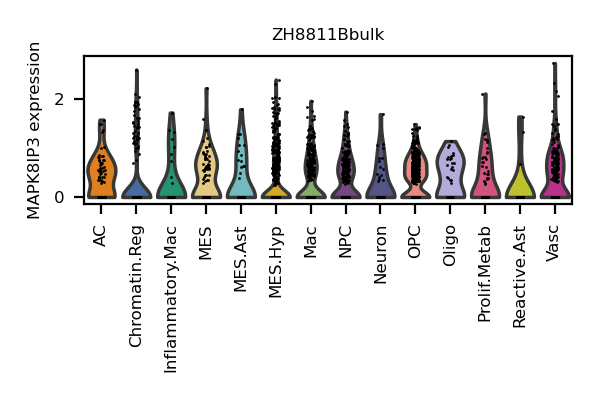 ZH8811Bbulk
MAPK8IP3 expression
2
0
AC
Chromatin.Reg
Inflammatory.Mac
MES
MES.Ast
MES.Hyp
Mac
NPC
Neuron
OPC
Oligo
Prolif.Metab
Reactive.Ast
Vasc